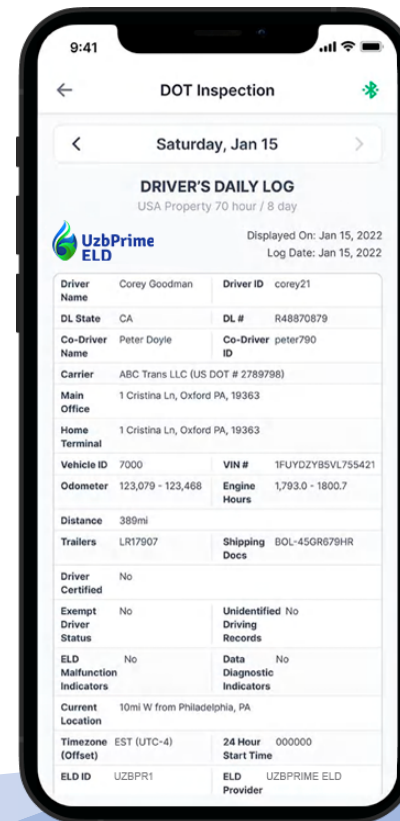 9:41
DOT Inspection
Saturday, Jan 15
DRIVER'S DAILY LOG
USA Property 70 hour / 8 day
UzbPrime
ELD
Displayed On: Jan 15, 2022
Log Date: Jan 15, 2022
Driver Name Corey Goodman Driver ID corey21
DL State CA DL # R48870879
Co-Driver Name Peter Doyle Co-Driver ID peter790
Carrier ABC Trans LLC (US DOT # 2789798)
Main Office 1 Cristina Ln, Oxford PA, 19363
Home Terminal 1 Cristina Ln, Oxford PA, 19363
Vehicle ID 7000 VIN # 1FUYDZYB5VL755421
Odometer 123,079 - 123,468 Engine Hours 1,793.0 - 1800.7
Distance 389mi
Trailers LR17907 Shipping Docs BOL-45GR679HR
Driver Certified No
Exempt Driver Status No Unidentified Driving Records No
ELD Malfunction Indicators No Data Diagnostic Indicators No
Current Location 10mi W from Philadelphia, PA
Timezone (Offset) EST (UTC-4) 24 Hour Start Time 000000
ELD ID UZBPR1 ELD Provider UZBPRIME ELD